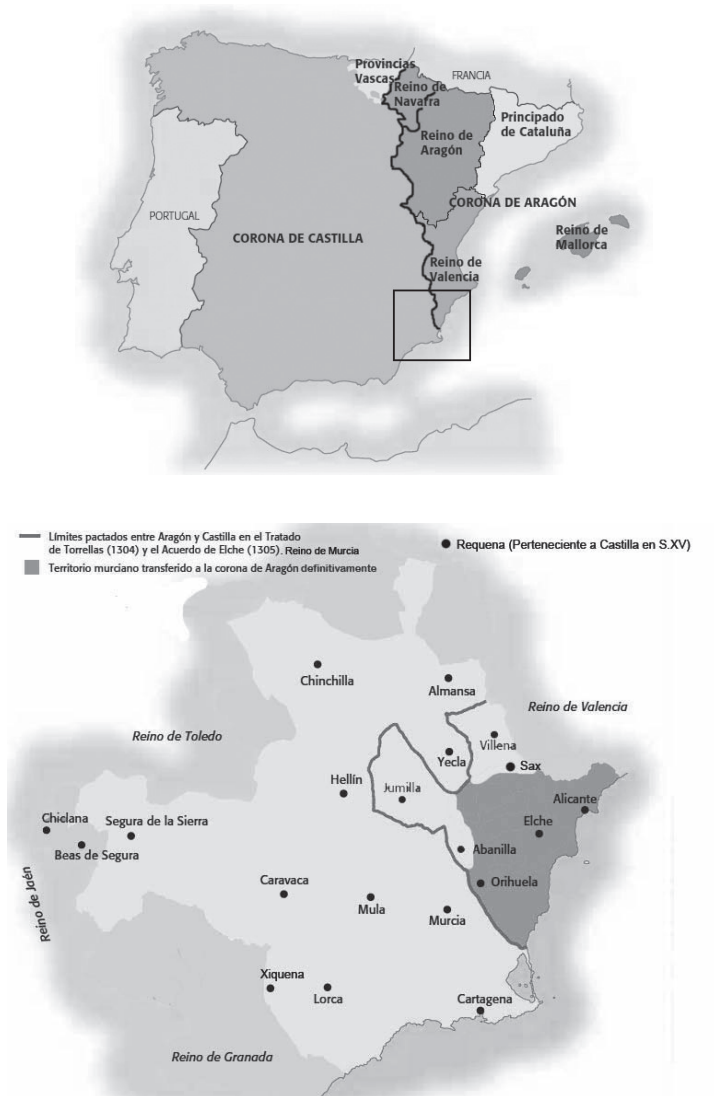 Provincias
Vascas
FRANCIA
Reino de
Navafra
Principado
de Cataluña
Reino de
Aragón
CORONA DE ARAGÓN
PORTUGAL
CORONA DE CASTILLA
Reino de
Mallorca
Reino de
Valencia
Límites pactados entre Aragón y Castilla en el Tratado
de Torrellas (1304) y el Acuerdo de Elche (1305). Reino de Murcia
Territorio murciano transferido a la corona de Aragón definitivamente
Requena (Perteneciente a Castilla en S.XV)
Chinchilla
Almansa
Reino de Valencia
Reino de Toledo
Villena
Yecla
Sax
Hellín
Jumilla
Alicante
Chiclana
Segura de la Sierra
Elche
Beas de Segura
Abanilla
Reino de Jaén
Caravaca
Orihuela
Mula
Murcia
Xiquena
Lorca
Cartagena
Reino de Granada